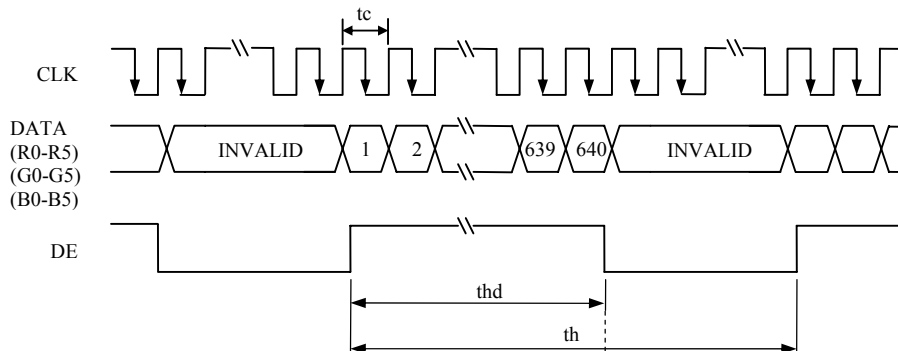 tc
CLK
DATA
(R0-R5)
(G0-G5)
(B0-B5)
INVALID
1
2
639
640
INVALID
DE
thd
th